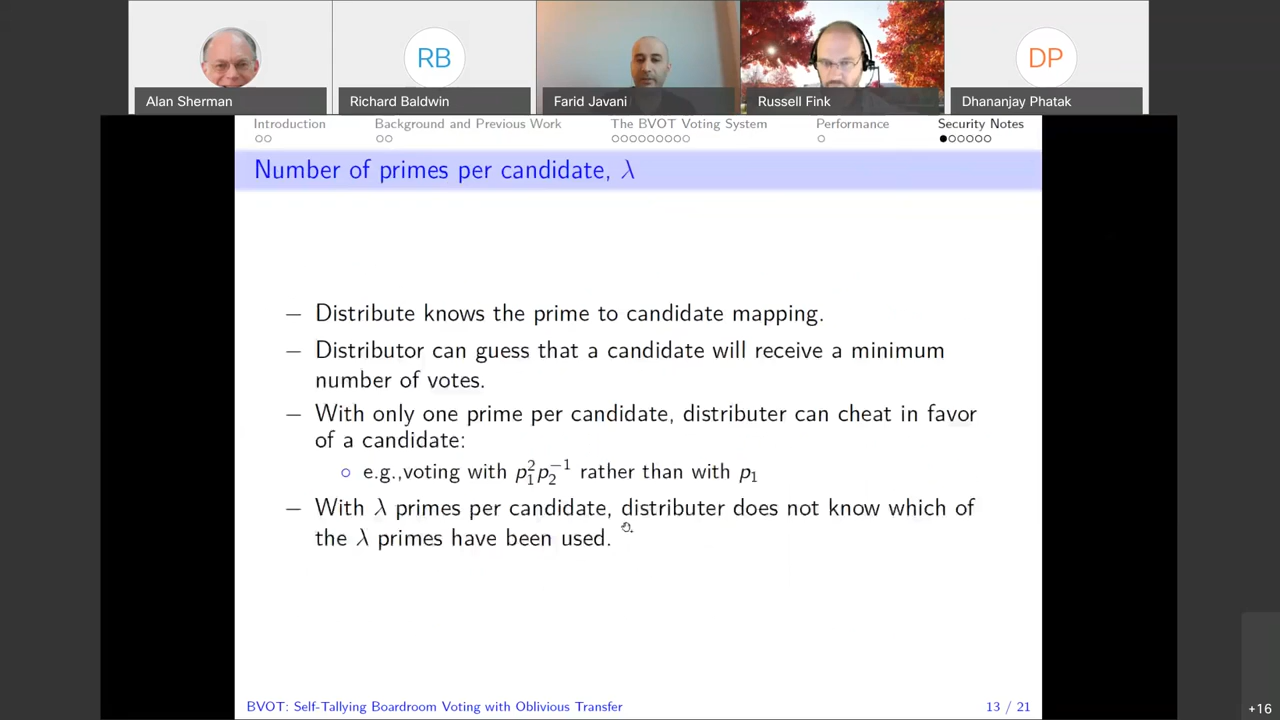 RB
DP
Alan Sherman
Richard Baldwin
Farid Javani
Russell Fink
Dhananjay Phatak
Introduction
Background and Previous Work
The BVOT Voting System
Performance
Security Notes
Number of primes per candidate, λ
– Distribute knows the prime to candidate mapping.
– Distributor can guess that a candidate will receive a minimum
number of votes.
– With only one prime per candidate, distributer can cheat in favor
of a candidate:
○ e.g.,voting with p₁²p₂⁻¹ rather than with p₁
– With λ primes per candidate, distributer does not know which of
the λ primes have been used.
BVOT: Self-Tallying Boardroom Voting with Oblivious Transfer
13 / 21
+16